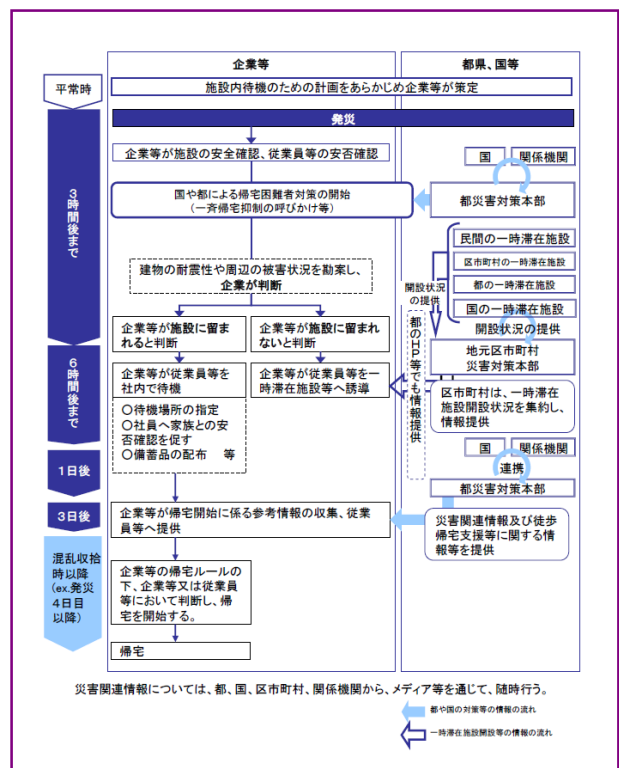 企業等
都県、国等
平常時
施設内待機のための計画をあらかじめ企業等が策定
発災
3時間後まで
企業等が施設の安全確認、従業員等の安否確認
国
関係機関
国や都による帰宅困難者対策の開始
(一斉帰宅抑制の呼びかけ等)
都災害対策本部
民間の一時滞在施設
区市町村の一時滞在施設
都の一時滞在施設
国の一時滞在施設
建物の耐震性や周辺の被害状況を勘案し、
企業が判断
開設状況
の提供
開設状況の提供
企業等が施設に留ま
れると判断
企業等が施設に留まれ
ないと判断
都のHP等でも情報提供
地元区市町村
災害対策本部
6時間後まで
企業等が従業員等を
社内で待機
企業等が従業員等を一
時滞在施設等へ誘導
区市町村は、一時滞在
施設開設状況を集約し、
情報提供
○待機場所の指定
○社員へ家族との安
否確認を促す
○備蓄品の配布 等
国
関係機関
連携
1日後
都災害対策本部
3日後
企業等が帰宅開始に係る参考情報の収集、従業
員等へ提供
災害関連情報及び徒歩
帰宅支援等に関する情
報等を提供
混乱収拾
時以降
(ex.発災
4日目
以降)
企業等の帰宅ルールの
下、企業等又は従業員
等において判断し、帰
宅を開始する。
帰宅
災害関連情報については、都、国、区市町村、関係機関から、メディア等を通じて、随時行う。
都や国の対策等の情報の流れ
一時滞在施設開設等の情報の流れ